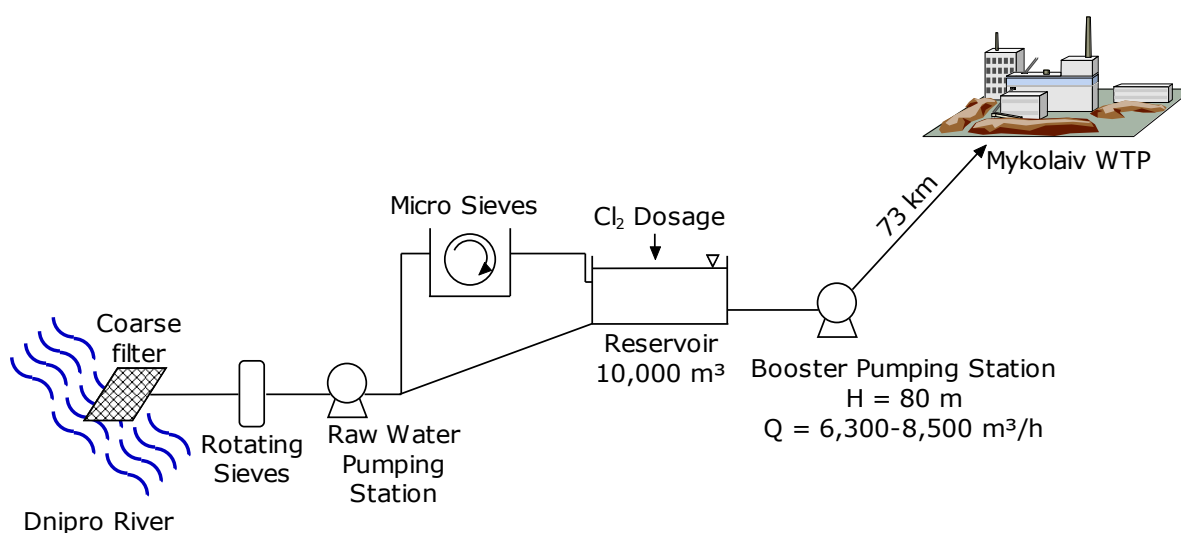 Mykolaiv WTP
73 km
Micro Sieves
Cl₂ Dosage
Coarse
filter
Reservoir
10,000 m³
Booster Pumping Station
H = 80 m
Q = 6,300-8,500 m³/h
Rotating
Sieves
Raw Water
Pumping
Station
Dnipro River